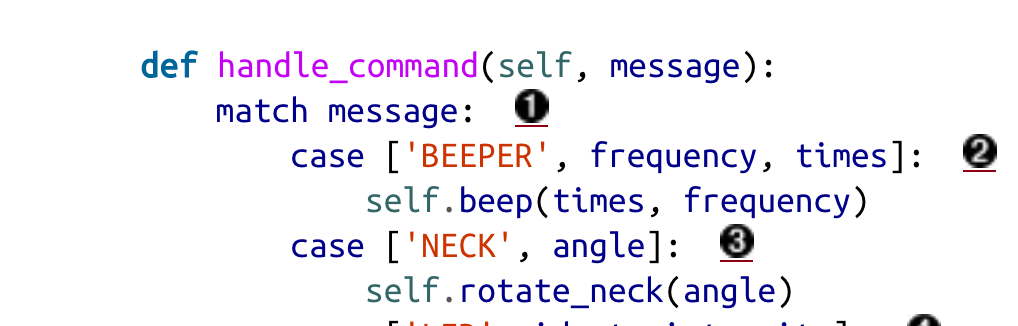 def handle_command(self, message):
match message: ❶
case ['BEEPER', frequency, times]: ❷
self.beep(times, frequency)
case ['NECK', angle]: ❸
self.rotate_neck(angle)